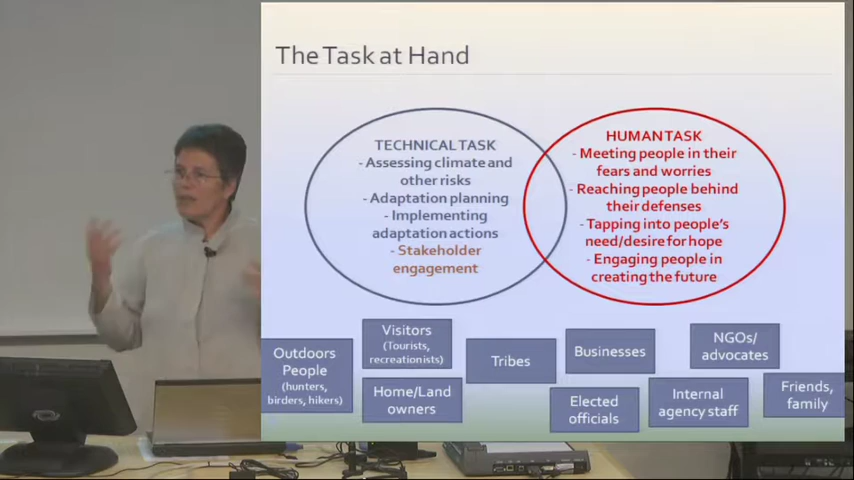 The Task at Hand
TECHNICAL TASK
- Assessing climate and
other risks
- Adaptation planning
- Implementing
adaptation actions
- Stakeholder
engagement
HUMAN TASK
- Meeting people in their
fears and worries
- Reaching people behind
their defenses
- Tapping into people's
need/desire for hope
- Engaging people in
creating the future
Outdoors
People
(hunters,
birders, hikers)
Visitors
(Tourists,
recreationists)
Home/Land
owners
Tribes
Businesses
Elected
officials
NGOs/
advocates
Internal
agency staff
Friends,
family